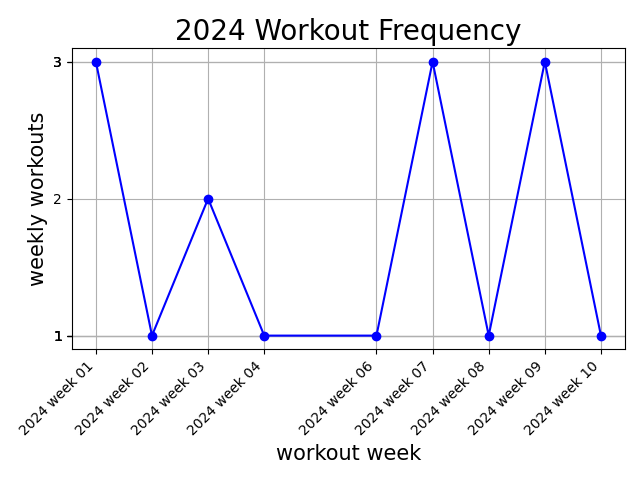 2024 Workout Frequency
weekly workouts
3
2
1
2024 week 01
2024 week 02
2024 week 03
2024 week 04
2024 week 06
2024 week 07
2024 week 08
2024 week 09
2024 week 10
workout week